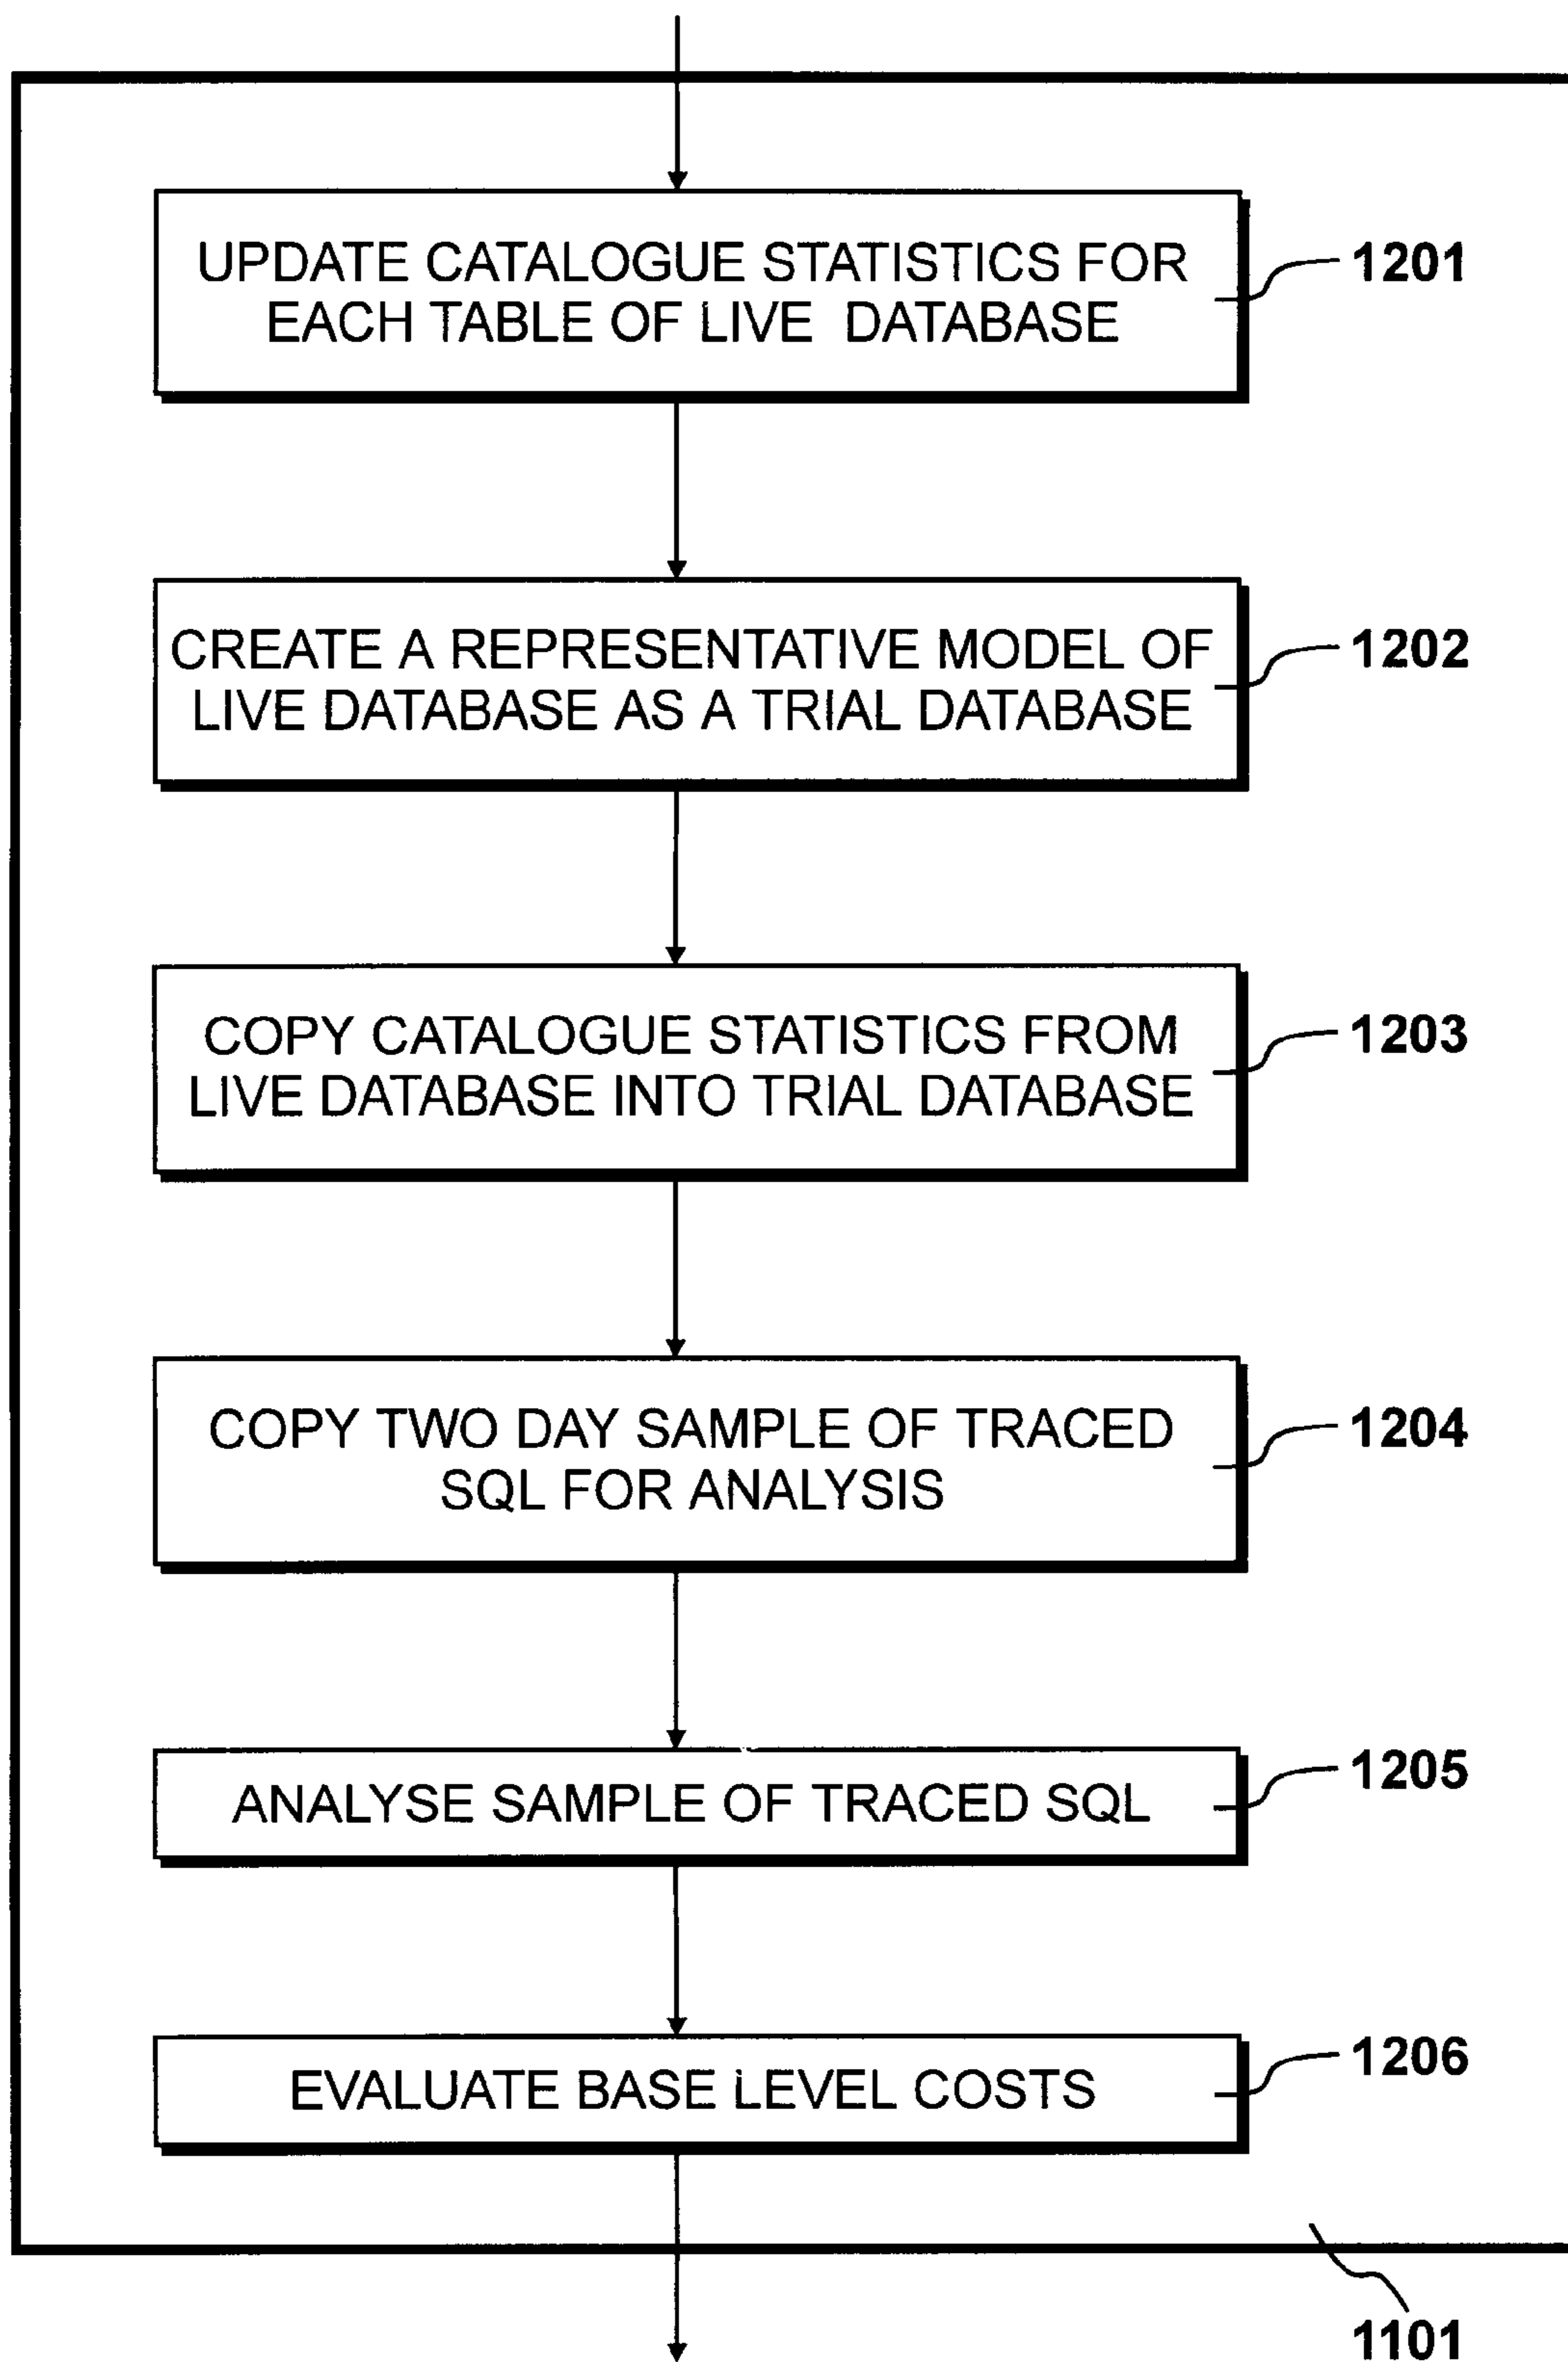 UPDATE CATALOGUE STATISTICS FOR
EACH TABLE OF LIVE DATABASE
1201
CREATE A REPRESENTATIVE MODEL OF
LIVE DATABASE AS A TRIAL DATABASE
1202
COPY CATALOGUE STATISTICS FROM
LIVE DATABASE INTO TRIAL DATABASE
1203
COPY TWO DAY SAMPLE OF TRACED
SQL FOR ANALYSIS
1204
ANALYSE SAMPLE OF TRACED SQL
1205
EVALUATE BASE LEVEL COSTS
1206
1101